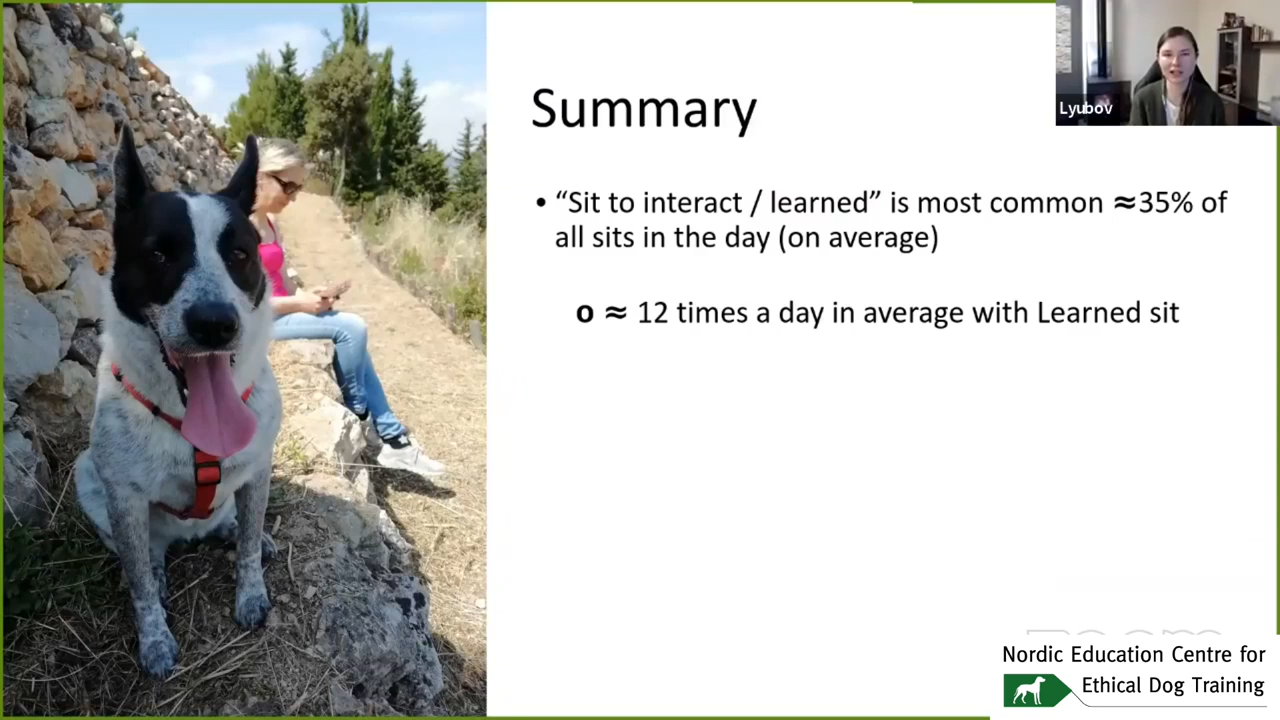 Lyubov
Summary
• “Sit to interact / learned” is most common ≈35% of
all sits in the day (on average)
o ≈ 12 times a day in average with Learned sit
zoom
Nordic Education Centre for
Ethical Dog Training